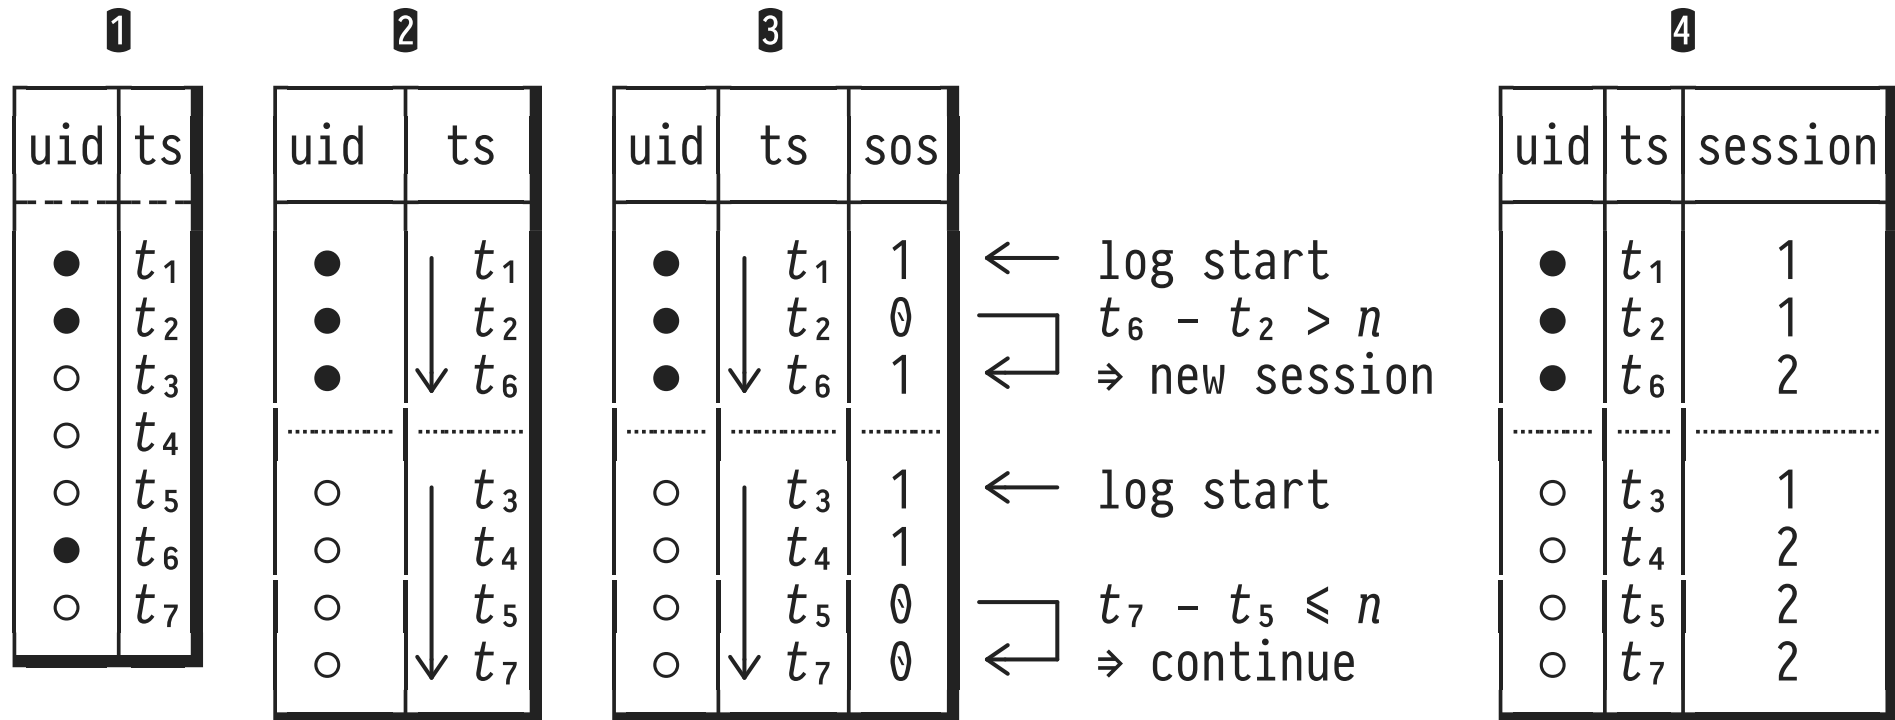 1 2 3 4
uid ts uid ts uid ts sos uid ts session
● t₁ ● t₁ ● t₁ 1 ← log start ● t₁ 1
● t₂ ● t₂ ● t₂ 0 t₆ – t₂ > n ● t₂ 1
○ t₃ ● t₆ ● t₆ 1 ⇒ new session ● t₆ 2
○ t₄
○ t₅ ○ t₃ ○ t₃ 1 ← log start ○ t₃ 1
● t₆ ○ t₄ ○ t₄ 1 ○ t₄ 2
○ t₇ ○ t₅ ○ t₅ 0 t₇ – t₅ ⩽ n ○ t₅ 2
○ t₇ ○ t₇ 0 ⇒ continue ○ t₇ 2